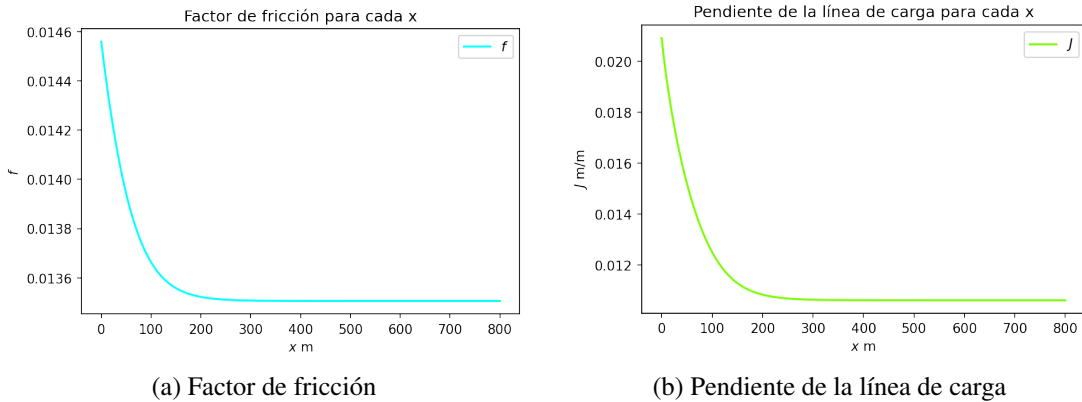 Factor de fricción para cada x
f
0.0146
0.0144
0.0142
0.0140
0.0138
0.0136
f
0 100 200 300 400 500 600 700 800
x m
(a) Factor de fricción
Pendiente de la línea de carga para cada x
J
0.020
0.018
0.016
0.014
0.012
J m/m
0 100 200 300 400 500 600 700 800
x m
(b) Pendiente de la línea de carga